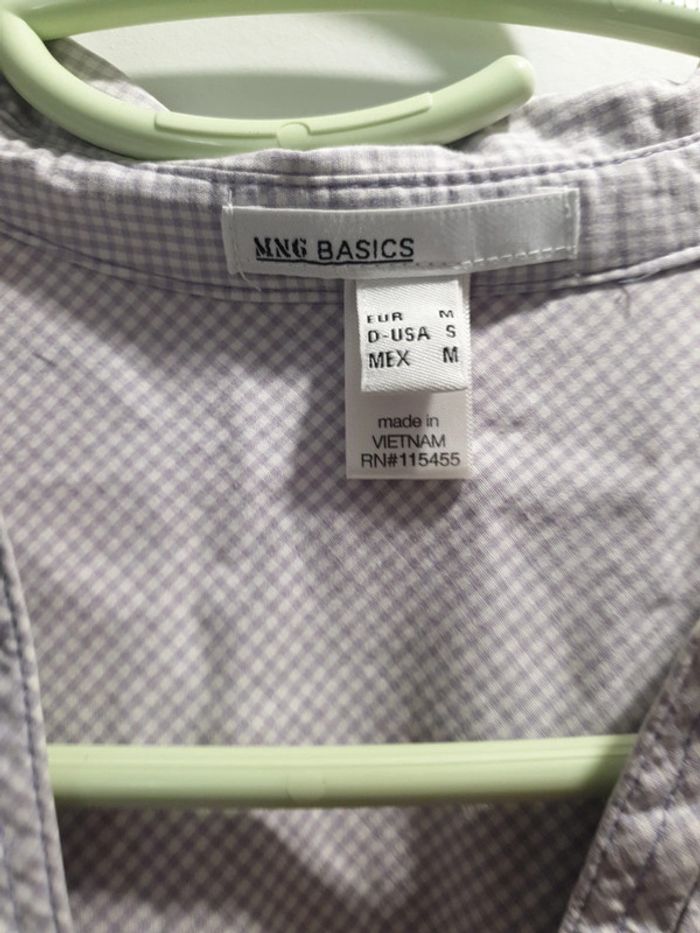 MNG BASICS
EUR M
D-USA S
MEX M
made in
VIETNAM
RN#115455